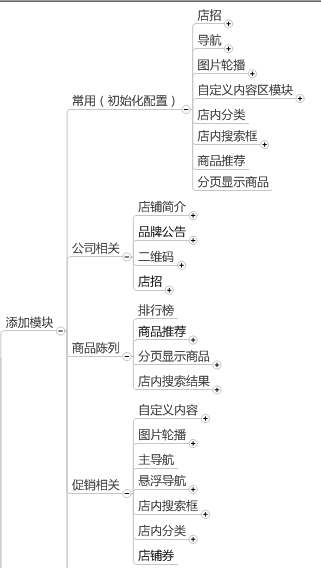 添加模块
常用（初始化配置）
店招
导航
图片轮播
自定义内容区模块
店内分类
店内搜索框
商品推荐
分页显示商品
公司相关
店铺简介
品牌公告
二维码
店招
商品陈列
排行榜
商品推荐
分页显示商品
店内搜索结果
促销相关
自定义内容
图片轮播
主导航
悬浮导航
店内搜索框
店内分类
店铺券